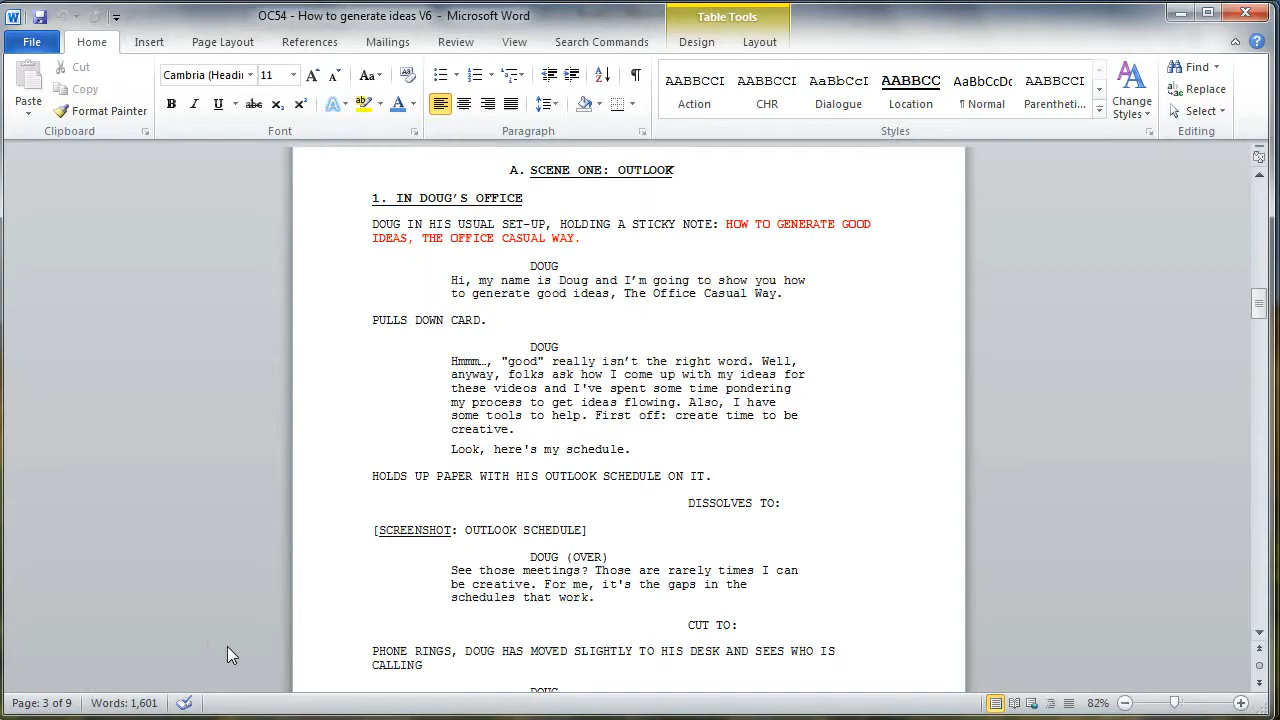 OC54 - How to generate ideas V6 - Microsoft Word
Table Tools
File Home Insert Page Layout References Mailings Review View Search Commands Design Layout
Paste
Cut
Copy
Format Painter
Clipboard
Cambria (Headi 11
Font
Paragraph
AABBCCI AABBCCI AaBbCcI AABBCC AaBbCcDc AABBCCI
Action CHR Dialogue Location ¶ Normal Parentheti...
Change Styles
Styles
Find
Replace
Select
Editing
A. SCENE ONE: OUTLOOK
1. IN DOUG’S OFFICE
DOUG IN HIS USUAL SET-UP, HOLDING A STICKY NOTE: HOW TO GENERATE GOOD
IDEAS, THE OFFICE CASUAL WAY.
DOUG
Hi, my name is Doug and I’m going to show you how
to generate good ideas, The Office Casual Way.
PULLS DOWN CARD.
DOUG
Hmmm…, "good" really isn’t the right word. Well,
anyway, folks ask how I come up with my ideas for
these videos and I've spent some time pondering
my process to get ideas flowing. Also, I have
some tools to help. First off: create time to be
creative.
Look, here's my schedule.
HOLDS UP PAPER WITH HIS OUTLOOK SCHEDULE ON IT.
DISSOLVES TO:
[SCREENSHOT: OUTLOOK SCHEDULE]
DOUG (OVER)
See those meetings? Those are rarely times I can
be creative. For me, it's the gaps in the
schedules that work.
CUT TO:
PHONE RINGS, DOUG HAS MOVED SLIGHTLY TO HIS DESK AND SEES WHO IS
CALLING
DOUG
Page: 3 of 9 Words: 1,601 82%